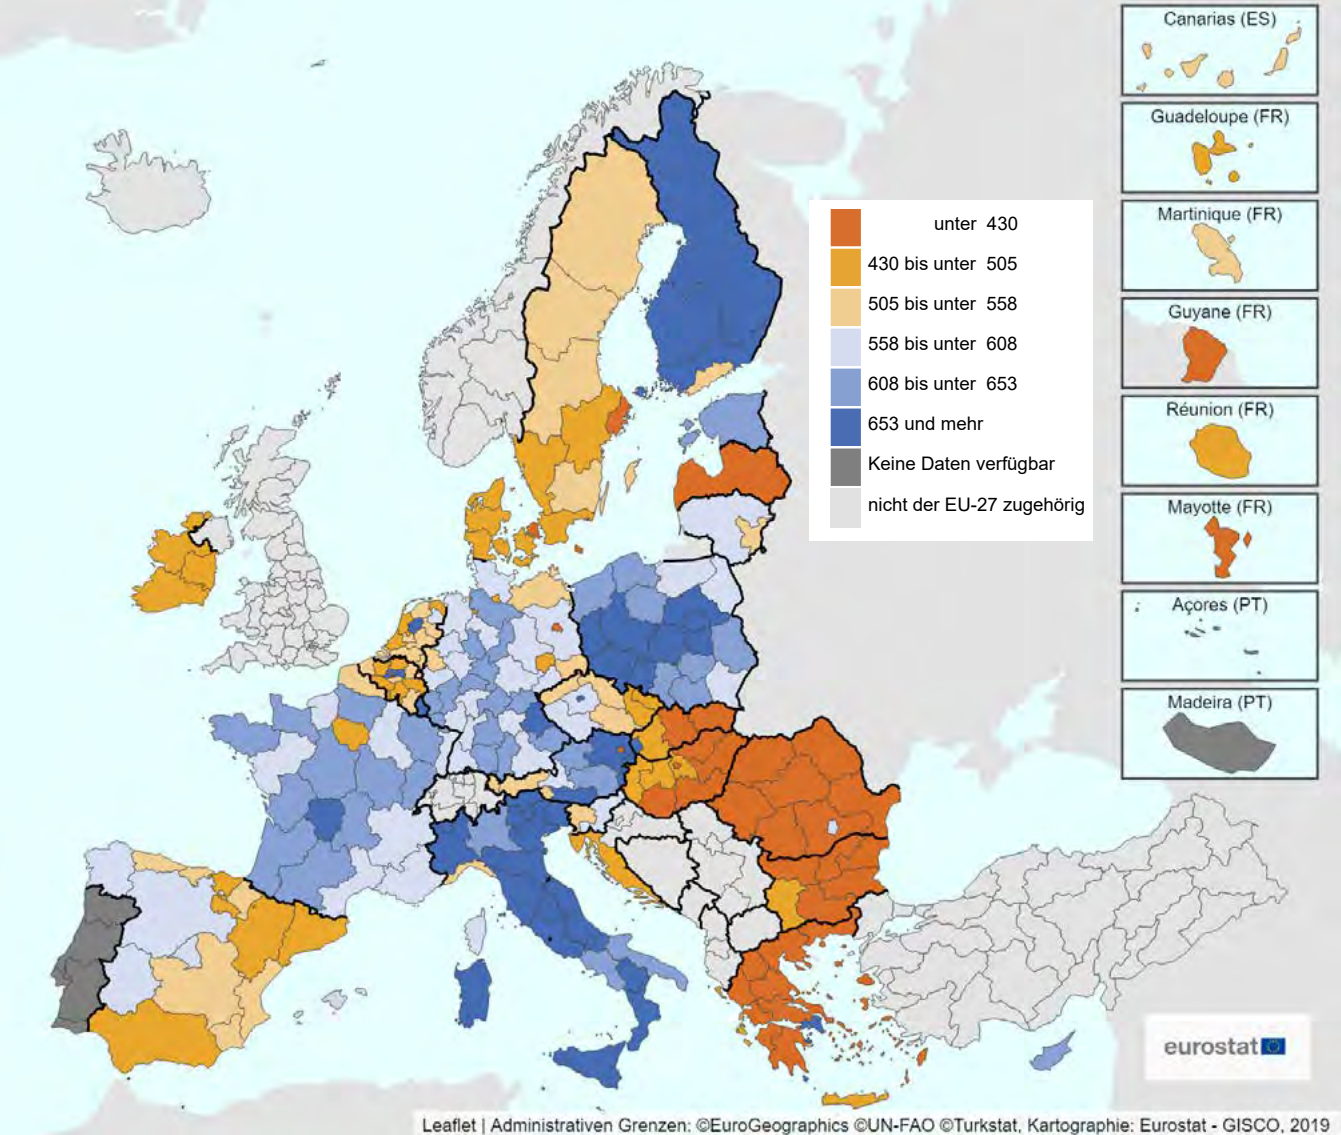 Canarias (ES)
Guadeloupe (FR)
Martinique (FR)
Guyane (FR)
Réunion (FR)
Mayotte (FR)
Açores (PT)
Madeira (PT)
unter 430
430 bis unter 505
505 bis unter 558
558 bis unter 608
608 bis unter 653
653 und mehr
Keine Daten verfügbar
nicht der EU-27 zugehörig
eurostat
Leaflet | Administrativen Grenzen: ©EuroGeographics ©UN-FAO ©Turkstat, Kartographie: Eurostat - GISCO, 2019